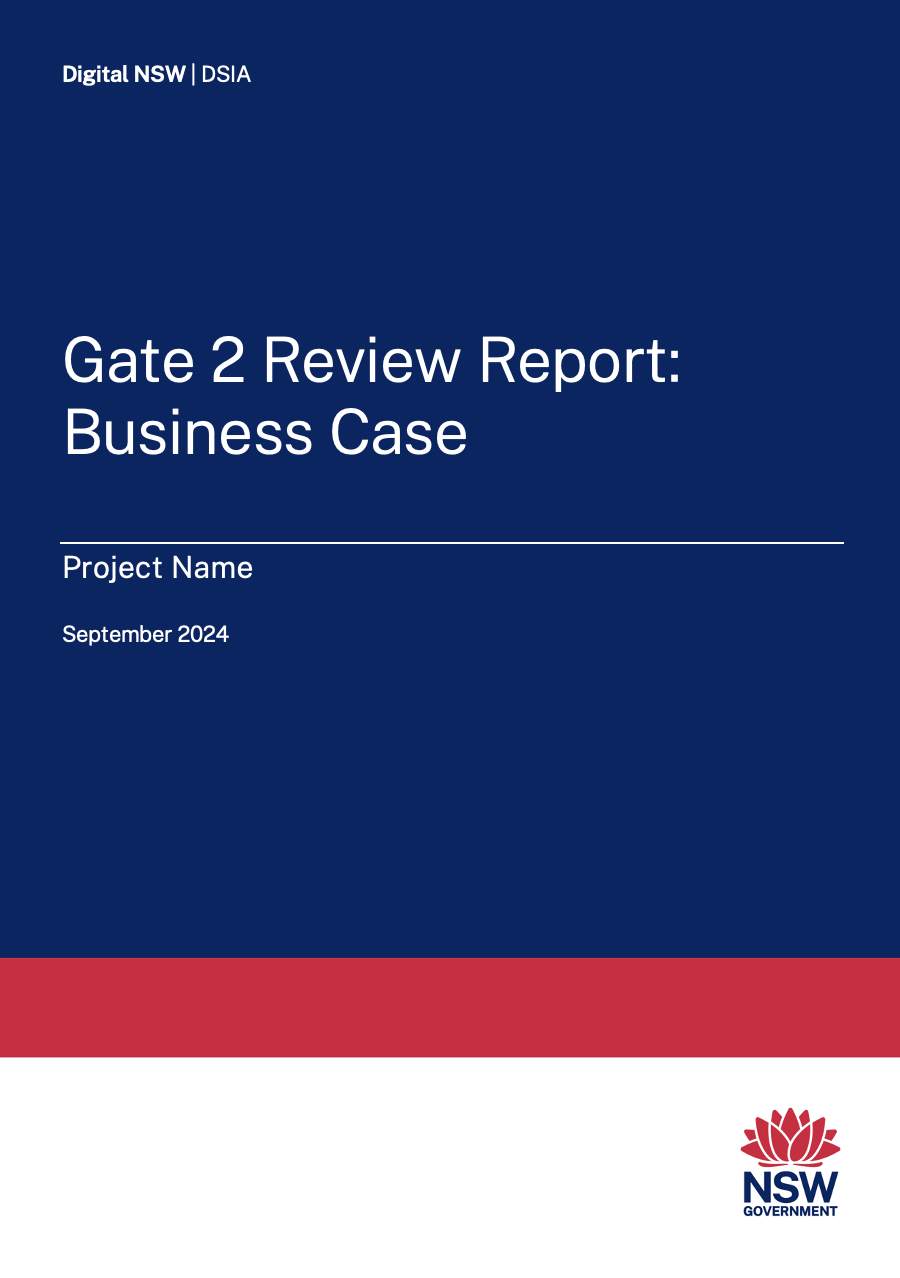 Digital NSW | DSIA
Gate 2 Review Report:
Business Case
Project Name
September 2024
NSW
GOVERNMENT